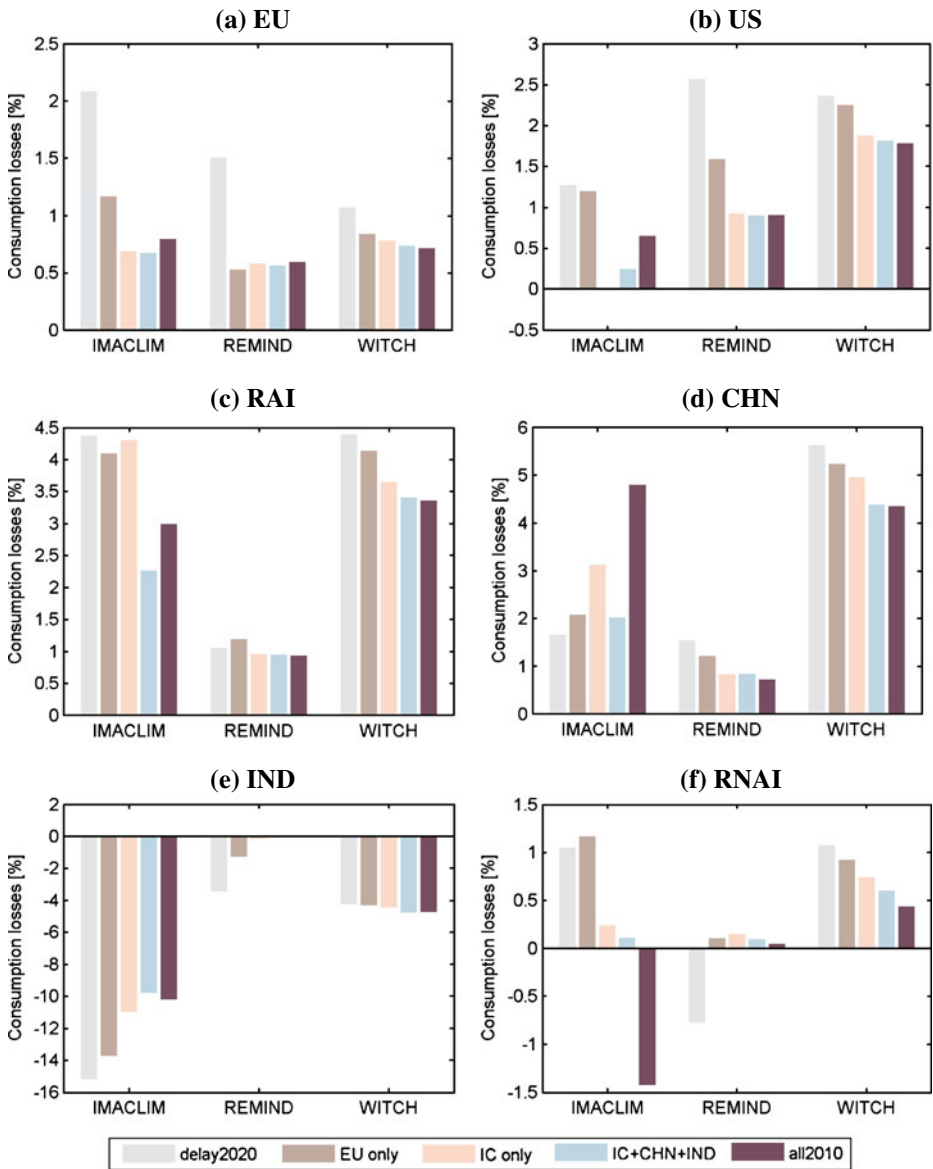 (a) EU
Consumption losses [%]
2.5
2
1.5
1
0.5
0
IMACLIM REMIND WITCH
(b) US
Consumption losses [%]
3
2.5
2
1.5
1
0.5
0
-0.5
IMACLIM REMIND WITCH
(c) RAI
Consumption losses [%]
4.5
4
3.5
3
2.5
2
1.5
1
0.5
0
IMACLIM REMIND WITCH
(d) CHN
Consumption losses [%]
6
5
4
3
2
1
0
IMACLIM REMIND WITCH
(e) IND
Consumption losses [%]
2
0
-2
-4
-6
-8
-10
-12
-14
-16
IMACLIM REMIND WITCH
(f) RNAI
Consumption losses [%]
1.5
1
0.5
0
-0.5
-1
-1.5
IMACLIM REMIND WITCH
delay2020 EU only IC only IC+CHN+IND all2010